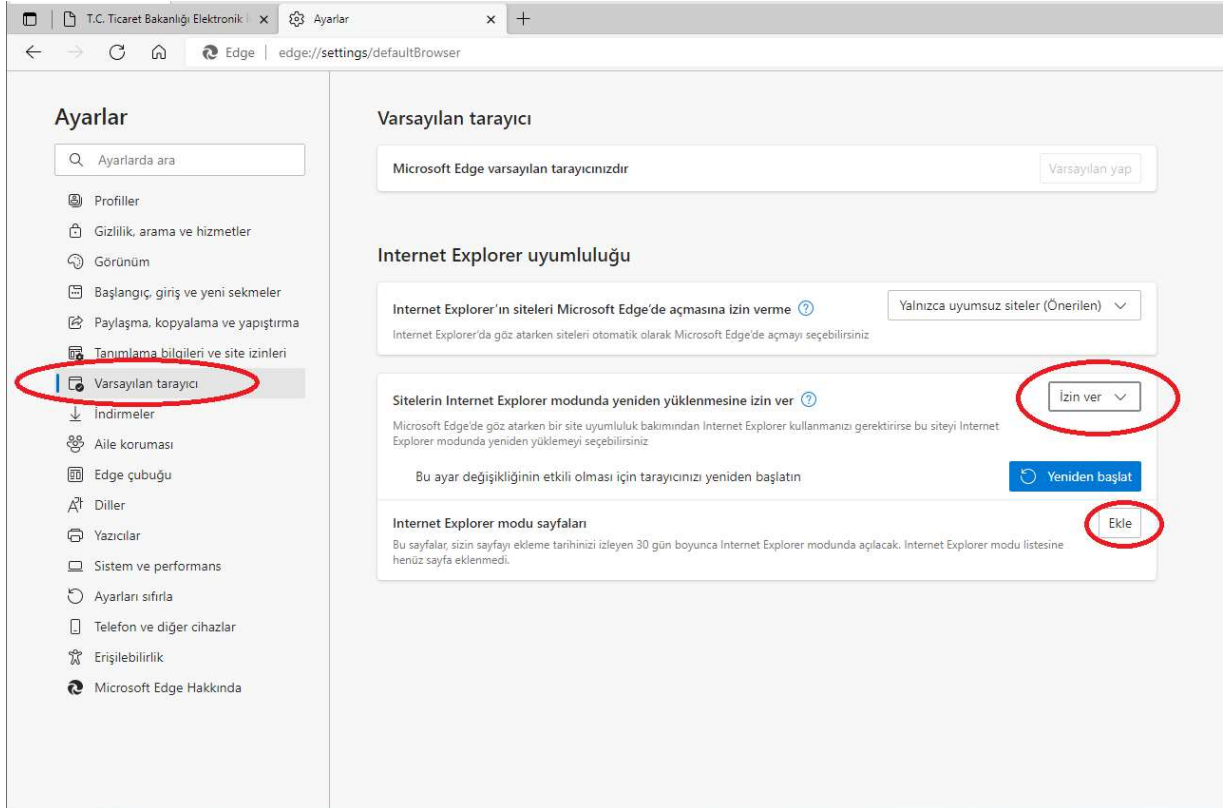 T.C. Ticaret Bakanlığı Elektronik
Ayarlar
Edge
edge://settings/defaultBrowser
Ayarlar
Ayarlarda ara
Profiller
Gizlilik, arama ve hizmetler
Görünüm
Başlangıç, giriş ve yeni sekmeler
Paylaşma, kopyalama ve yapıştırma
Tanımlama bilgileri ve site izinleri
Varsayılan tarayıcı
İndirmeler
Aile koruması
Edge çubuğu
Diller
Yazıcılar
Sistem ve performans
Ayarları sıfırla
Telefon ve diğer cihazlar
Erişilebilirlik
Microsoft Edge Hakkında
Varsayılan tarayıcı
Microsoft Edge varsayılan tarayıcınızdır
Varsayılan yap
Internet Explorer uyumluluğu
Internet Explorer'ın siteleri Microsoft Edge'de açmasına izin verme
Yalnızca uyumsuz siteler (Önerilen)
Internet Explorer'da göz atarken siteleri otomatik olarak Microsoft Edge'de açmayı seçebilirsiniz
Sitelerin Internet Explorer modunda yeniden yüklenmesine izin ver
İzin ver
Microsoft Edge'de göz atarken bir site uyumluluk bakımından Internet Explorer kullanmanızı gerektirirse bu siteyi Internet
Explorer modunda yeniden yüklemeyi seçebilirsiniz
Bu ayar değişikliğinin etkili olması için tarayıcınızı yeniden başlatın
Yeniden başlat
Internet Explorer modu sayfaları
Ekle
Bu sayfalar, sizin sayfayı ekleme tarihinizi izleyen 30 gün boyunca Internet Explorer modunda açılacak. Internet Explorer modu listesine
henüz sayfa eklenmedi.